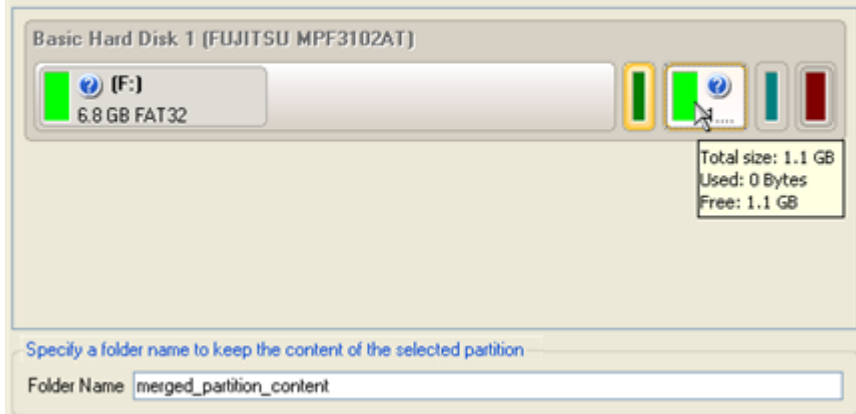 Basic Hard Disk 1 (FUJITSU MPF3102AT)
(F:)
6.8 GB FAT32
Total size: 1.1 GB
Used: 0 Bytes
Free: 1.1 GB
Specify a folder name to keep the content of the selected partition
Folder Name merged_partition_content